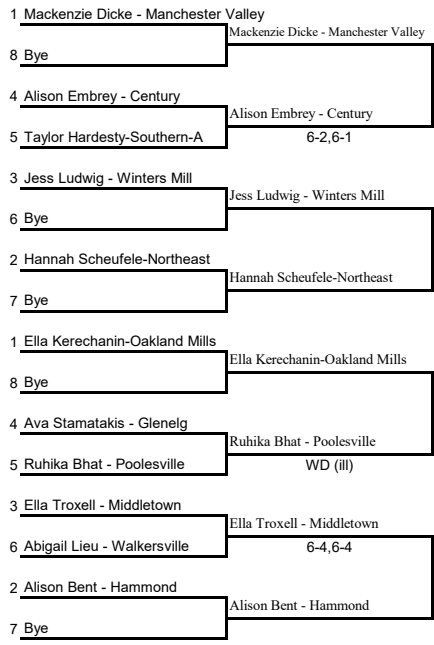 1 Mackenzie Dicke - Manchester Valley
Mackenzie Dicke - Manchester Valley
8 Bye
4 Alison Embrey - Century
Alison Embrey - Century
5 Taylor Hardesty-Southern-A
6-2,6-1
3 Jess Ludwig - Winters Mill
Jess Ludwig - Winters Mill
6 Bye
2 Hannah Scheufele-Northeast
Hannah Scheufele-Northeast
7 Bye
1 Ella Kerechanin-Oakland Mills
Ella Kerechanin-Oakland Mills
8 Bye
4 Ava Stamatakis - Glenelg
Ruhika Bhat - Poolesville
5 Ruhika Bhat - Poolesville
WD (ill)
3 Ella Troxell - Middletown
Ella Troxell - Middletown
6 Abigail Lieu - Walkersville
6-4,6-4
2 Alison Bent - Hammond
Alison Bent - Hammond
7 Bye